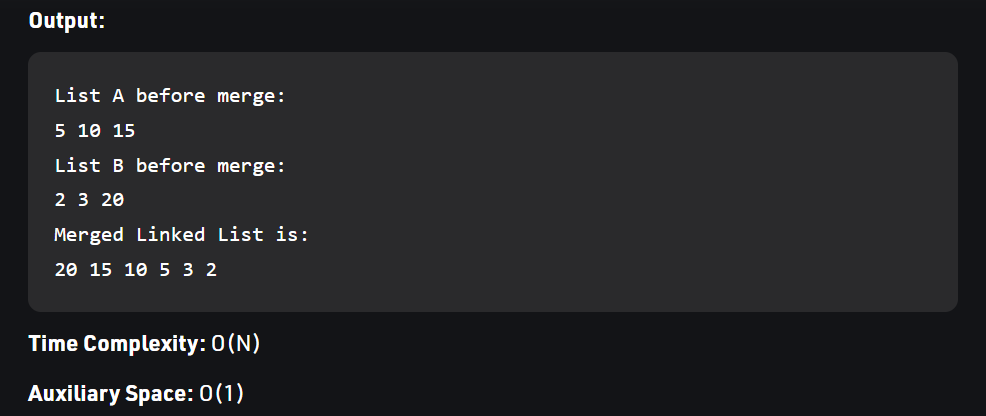 Output:
List A before merge:
5 10 15
List B before merge:
2 3 20
Merged Linked List is:
20 15 10 5 3 2
Time Complexity: O(N)
Auxiliary Space: O(1)